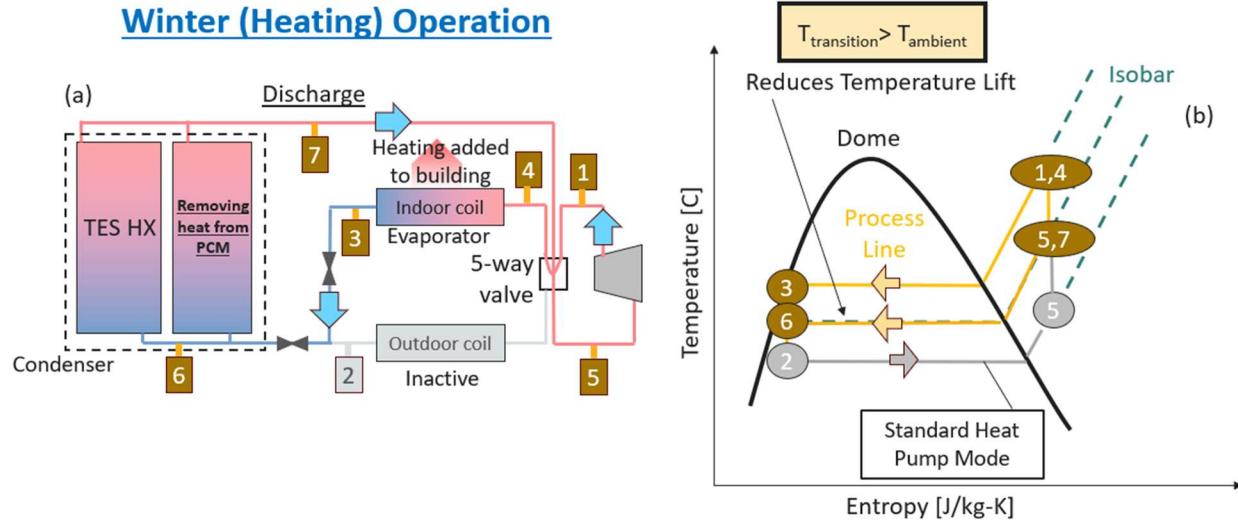 Winter (Heating) Operation
(a)
Discharge
7
Heating added
to building
4
1
TES HX
Removing
heat from
PCM
Indoor coil
Evaporator
3
5-way
valve
Outdoor coil
Inactive
Condenser
6
2
5
T_transition> T_ambient
Reduces Temperature Lift
Isobar
(b)
Dome
1,4
Process
Line
5,7
3
6
5
2
Standard Heat
Pump Mode
Temperature [C]
Entropy [J/kg-K]